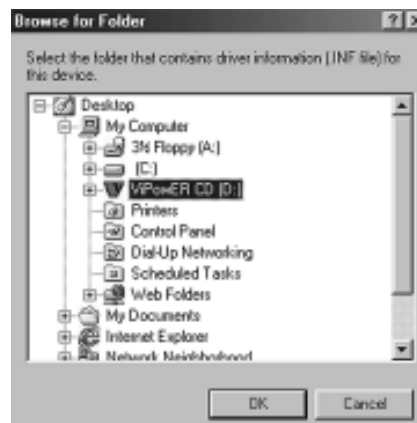 Browse for Folder
Select the folder that contains driver information (.INF file) for
this device.
Desktop
My Computer
3½ Floppy (A:)
(C:)
ViPowER CD (D:)
Printers
Control Panel
Dial-Up Networking
Scheduled Tasks
Web Folders
My Documents
Internet Explorer
Network Neighborhood
OK
Cancel